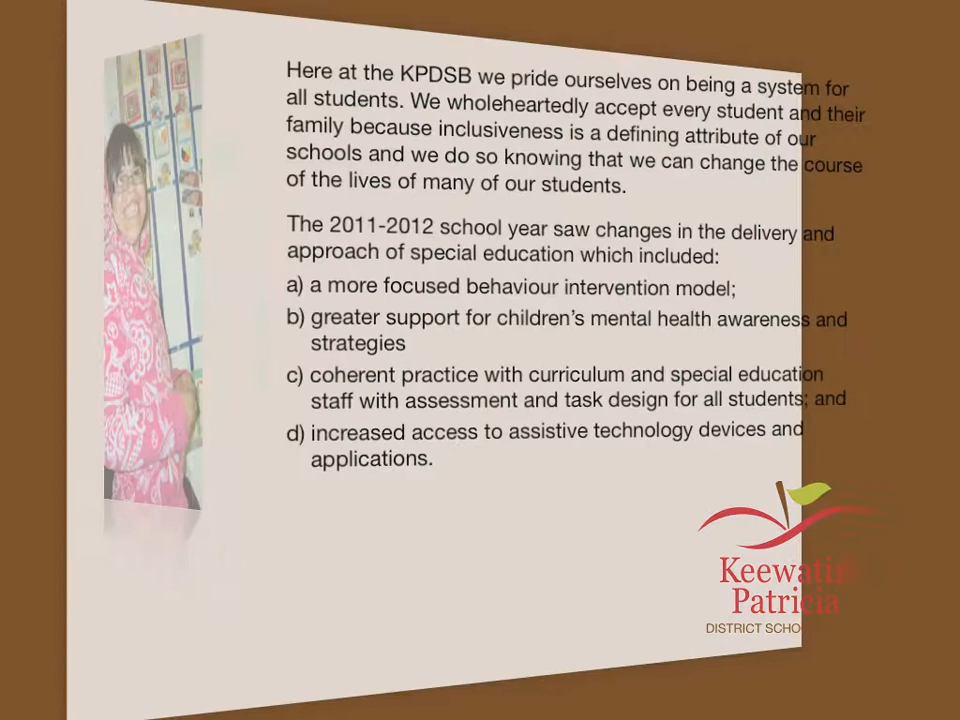 Here at the KPDSB we pride ourselves on being a system for
all students. We wholeheartedly accept every student and their
family because inclusiveness is a defining attribute of our
schools and we do so knowing that we can change the course
of the lives of many of our students.
The 2011-2012 school year saw changes in the delivery and
approach of special education which included:
a) a more focused behaviour intervention model;
b) greater support for children's mental health awareness and
strategies
c) coherent practice with curriculum and special education
staff with assessment and task design for all students; and
d) increased access to assistive technology devices and
applications.
Keewatin
Patricia
DISTRICT SCHO